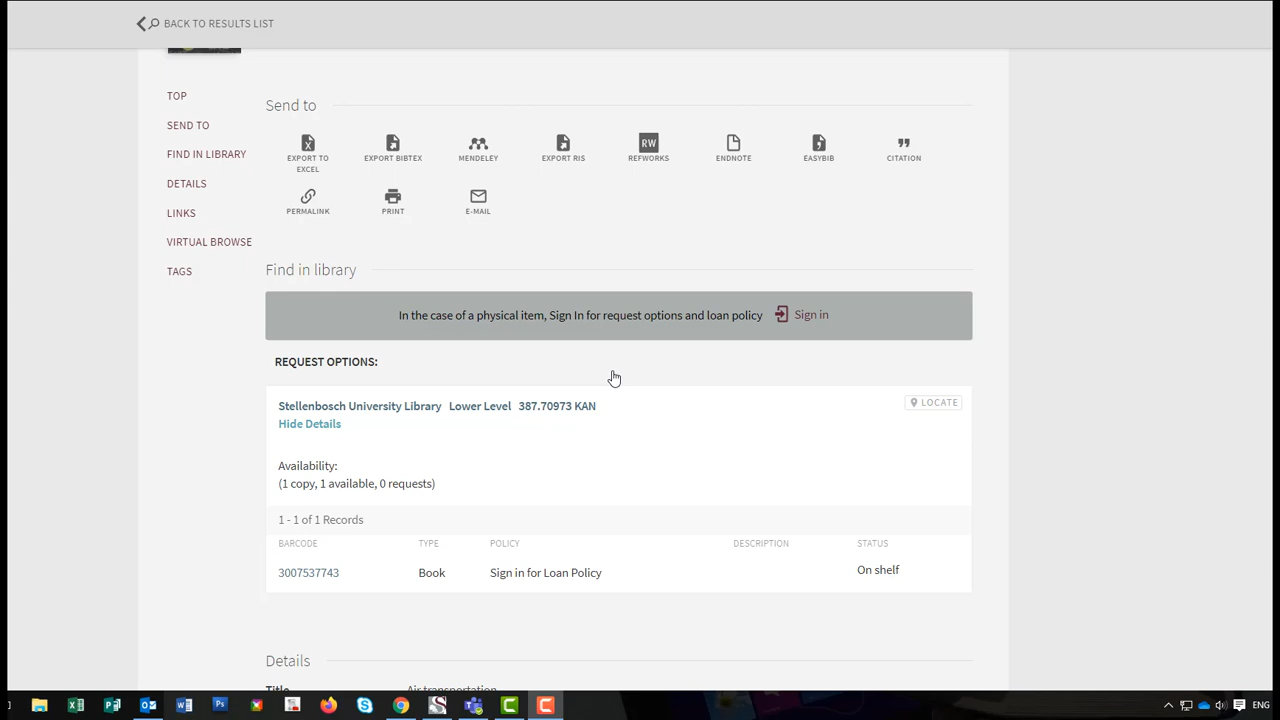 BACK TO RESULTS LIST
TOP
SEND TO
FIND IN LIBRARY
DETAILS
LINKS
VIRTUAL BROWSE
TAGS
Send to
EXPORT TO EXCEL
EXPORT BIBTEX
MENDELEY
EXPORT RIS
RW
REFWORKS
ENDNOTE
EASYBIB
CITATION
PERMALINK
PRINT
E-MAIL
Find in library
In the case of a physical item, Sign In for request options and loan policy Sign in
REQUEST OPTIONS:
Stellenbosch University Library Lower Level 387.70973 KAN
LOCATE
Hide Details
Availability:
(1 copy, 1 available, 0 requests)
1 - 1 of 1 Records
BARCODE TYPE POLICY DESCRIPTION STATUS
3007537743 Book Sign in for Loan Policy On shelf
Details
Title Air transportation
ENG